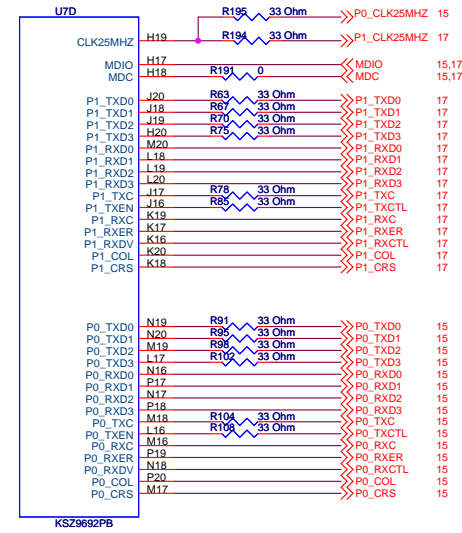 U7D
R195 33 Ohm P0_CLK25MHZ 15
CLK25MHZ H19 R194 33 Ohm P1_CLK25MHZ 17
MDIO H17 MDIO 15,17
MDC H18 R191 0 MDC 15,17
P1_TXD0 J20 R63 33 Ohm P1_TXD0 17
P1_TXD1 J18 R67 33 Ohm P1_TXD1 17
P1_TXD2 J19 R70 33 Ohm P1_TXD2 17
P1_TXD3 H20 R75 33 Ohm P1_TXD3 17
P1_RXD0 M20 P1_RXD0 17
P1_RXD1 L18 P1_RXD1 17
P1_RXD2 L19 P1_RXD2 17
P1_RXD3 L20 P1_RXD3 17
P1_TXC J17 R78 33 Ohm P1_TXC 17
P1_TXEN J16 R85 33 Ohm P1_TXCTL 17
P1_RXC K19 P1_RXC 17
P1_RXER K17 P1_RXER 17
P1_RXDV K16 P1_RXCTL 17
P1_COL K20 P1_COL 17
P1_CRS K18 P1_CRS 17
P0_TXD0 N19 R91 33 Ohm P0_TXD0 15
P0_TXD1 N20 R95 33 Ohm P0_TXD1 15
P0_TXD2 M19 R98 33 Ohm P0_TXD2 15
P0_TXD3 L17 R102 33 Ohm P0_TXD3 15
P0_RXD0 N16 P0_RXD0 15
P0_RXD1 P17 P0_RXD1 15
P0_RXD2 N17 P0_RXD2 15
P0_RXD3 P18 P0_RXD3 15
P0_TXC M18 R104 33 Ohm P0_TXC 15
P0_TXEN L16 R108 33 Ohm P0_TXCTL 15
P0_RXC M16 P0_RXC 15
P0_RXER P19 P0_RXER 15
P0_RXDV N18 P0_RXCTL 15
P0_COL P20 P0_COL 15
P0_CRS M17 P0_CRS 15
KSZ9692PB